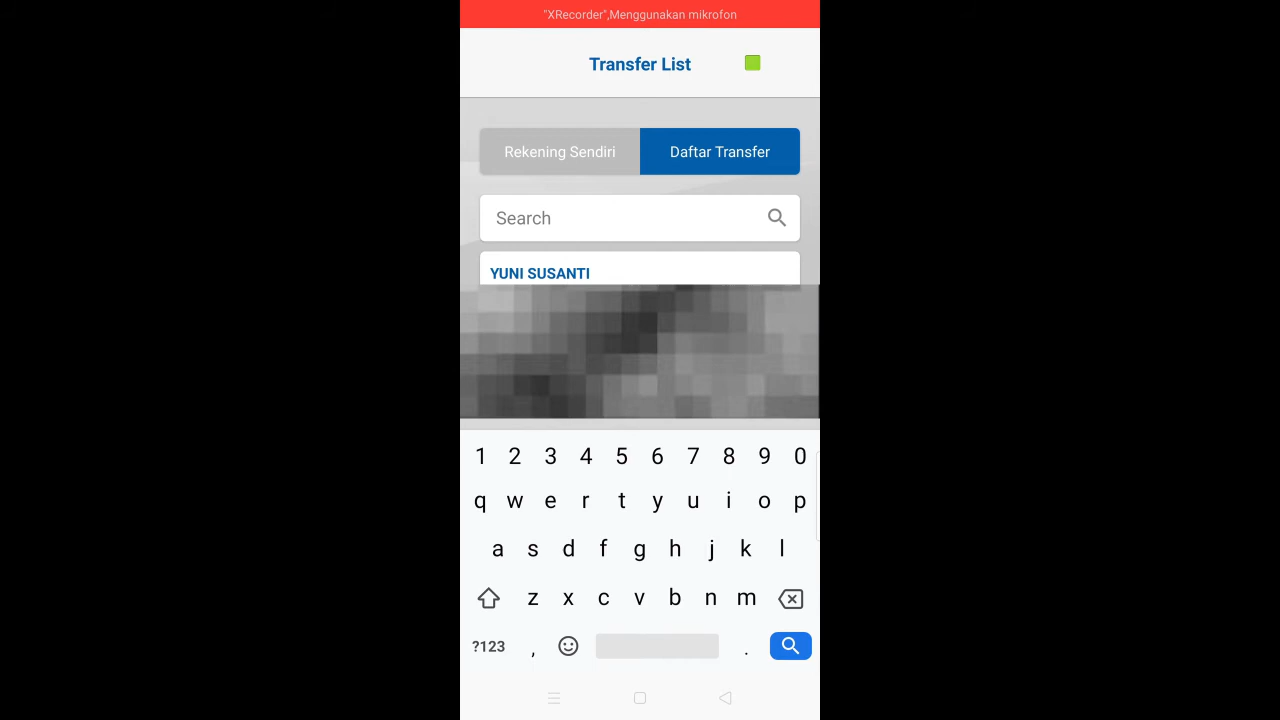 "XRecorder",Menggunakan mikrofon
Transfer List
Rekening Sendiri Daftar Transfer
Search
YUNI SUSANTI
1 2 3 4 5 6 7 8 9 0
q w e r t y u i o p
a s d f g h j k l
z x c v b n m
?123 , .